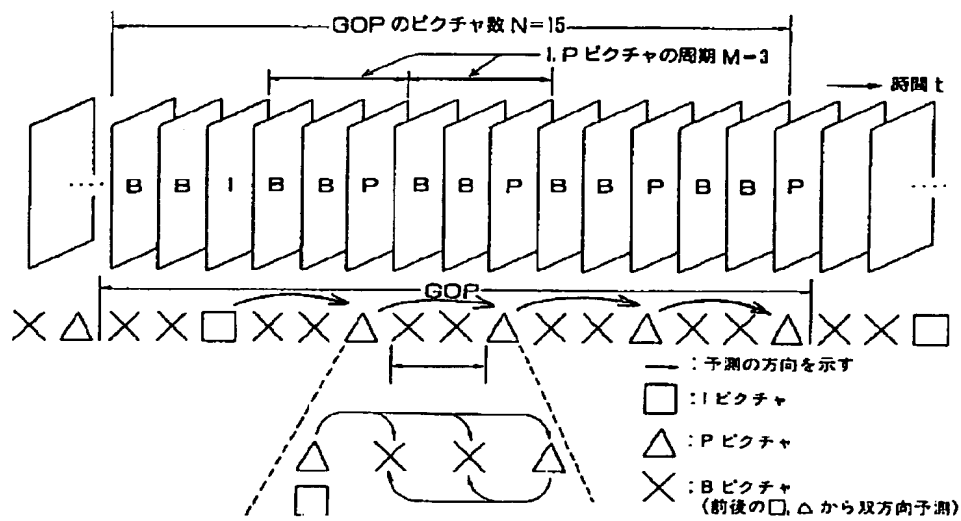 GOPのピクチャ数N=15
I,Pピクチャの周期M=3
時間t
‥‥ B B I B B P B B P B B P B B P ‥‥
GOP
:予測の方向を示す
:Iピクチャ
:Pピクチャ
:Bピクチャ
(前後の□,△から双方向予測)